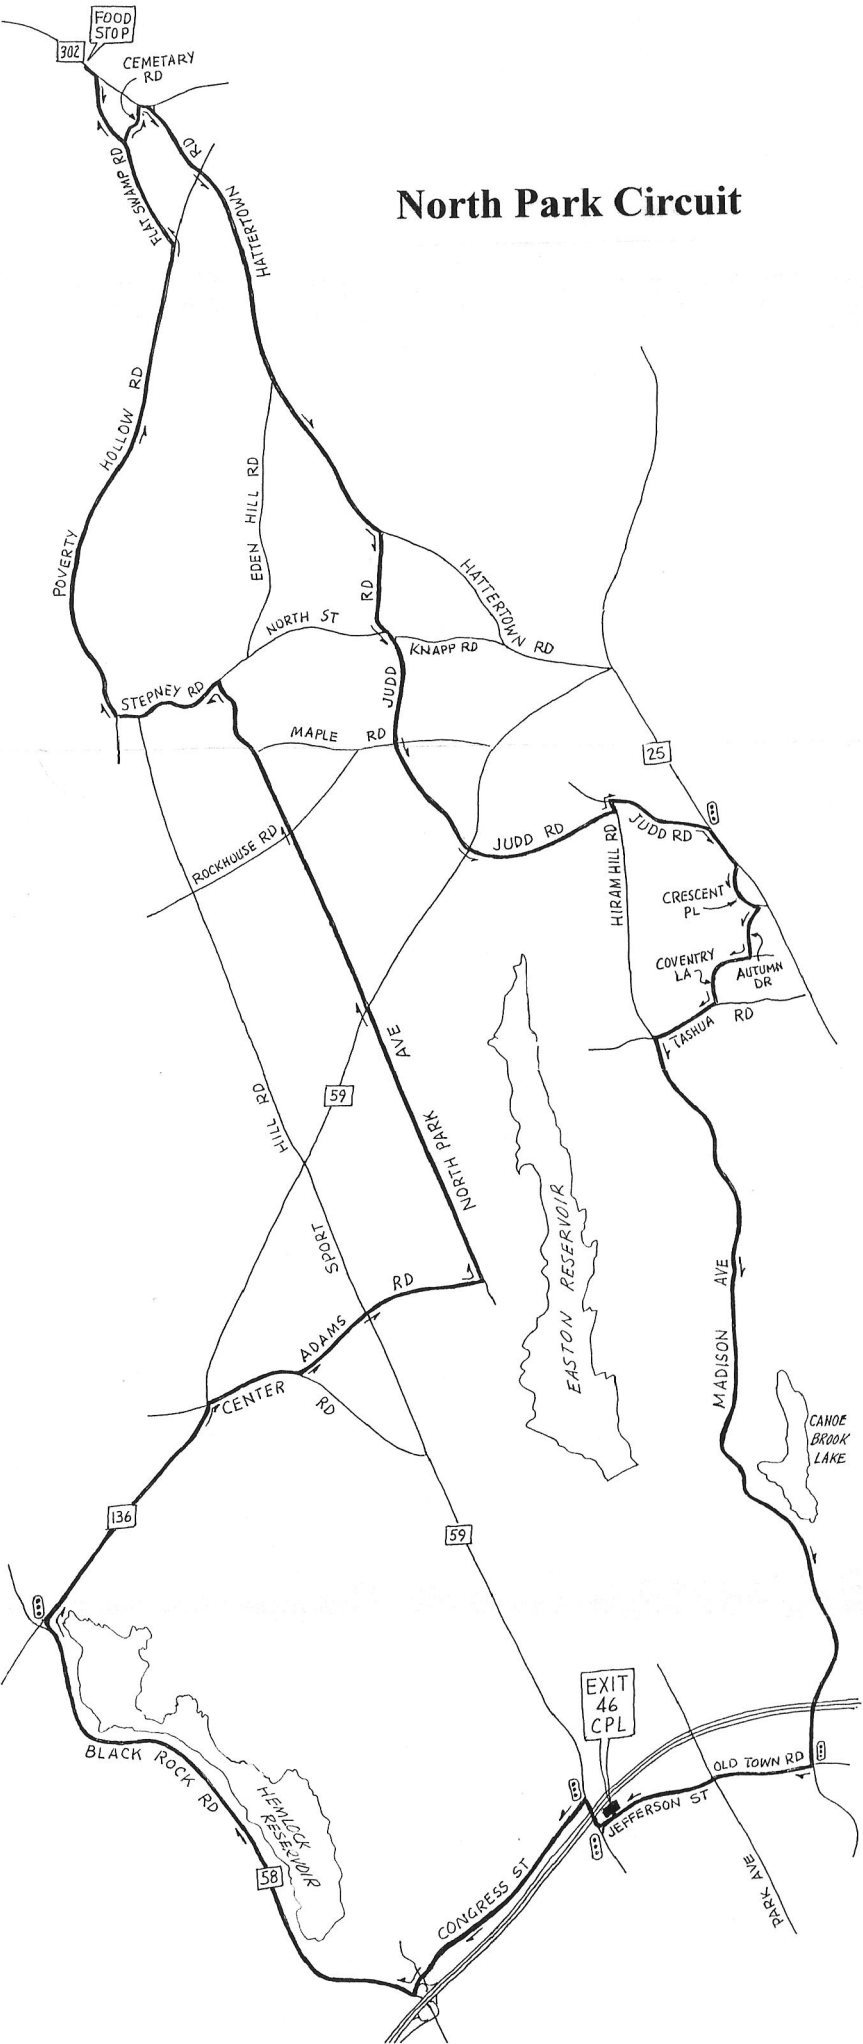 FOOD
STOP
302
CEMETARY
RD
North Park Circuit
FLAT SWAMP RD
HATTERTOWN RD
POVERTY HOLLOW RD
EDEN HILL RD
HATTERTOWN RD
NORTH ST
KNAPP RD
JUDD RD
STEPNEY RD
MAPLE RD
25
ROCKHOUSE RD
JUDD RD
JUDD RD
HIRAM HILL RD
CRESCENT
PL
COVENTRY
LA
AUTUMN
DR
TASHUA RD
59
NORTH PARK AVE
SPORT HILL RD
EASTON RESERVOIR
MADISON AVE
ADAMS RD
CENTER RD
CANOE
BROOK
LAKE
136
59
EXIT
46
CPL
BLACK ROCK RD
HEMLOCK
RESERVOIR
58
OLD TOWN RD
JEFFERSON ST
PARK AVE
CONGRESS ST